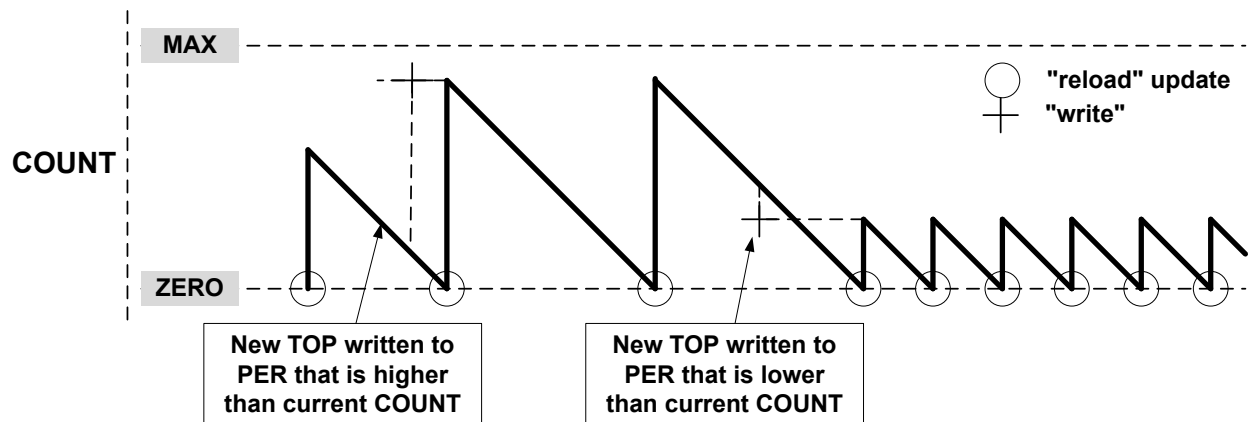 MAX
"reload" update
"write"
COUNT
ZERO
New TOP written to
PER that is higher
than current COUNT
New TOP written to
PER that is lower
than current COUNT